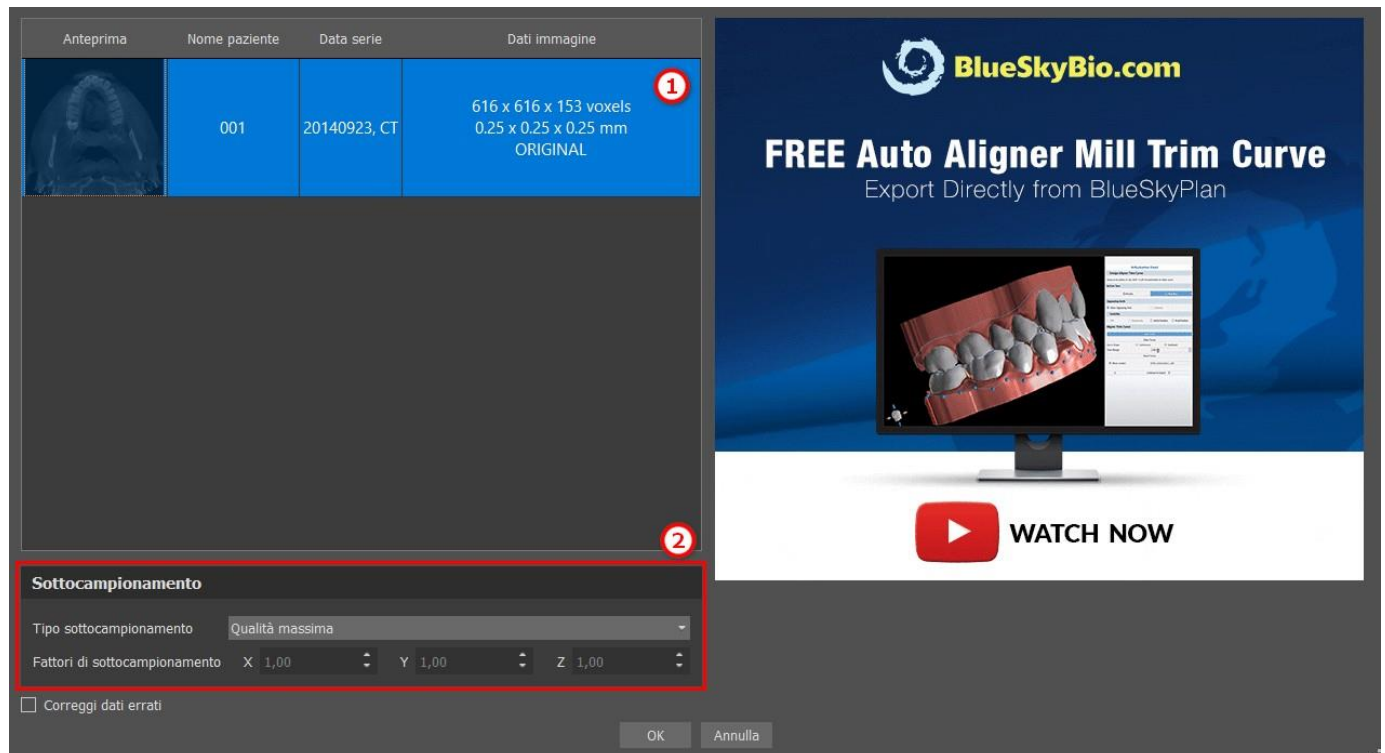 Anteprima Nome paziente Data serie Dati immagine
1
001 20140923, CT 616 x 616 x 153 voxels
0.25 x 0.25 x 0.25 mm
ORIGINAL
2
Sottocampionamento
Tipo sottocampionamento Qualità massima
Fattori di sottocampionamento X 1,00 Y 1,00 Z 1,00
Correggi dati errati
OK Annulla
BlueSkyBio.com
FREE Auto Aligner Mill Trim Curve
Export Directly from BlueSkyPlan
WATCH NOW